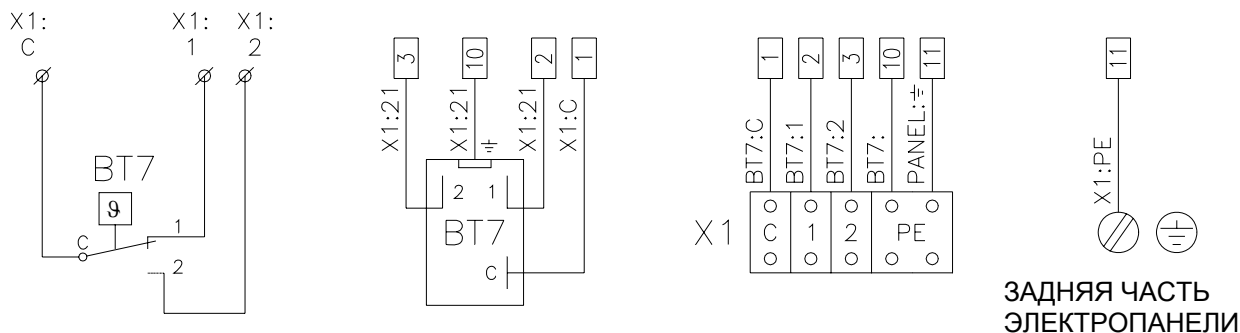 X1: X1: X1:
C 1 2
BT7
ϑ
C 1
2
3 10 2 1
X1:21 X1:21 X1:21 X1:C
2 1
BT7
C
1 2 3 10 11
BT7:C BT7:1 BT7:2 BT7: PANEL:
X1 C 1 2 PE
11
X1:PE
ЗАДНЯЯ ЧАСТЬ
ЭЛЕКТРОПАНЕЛИ